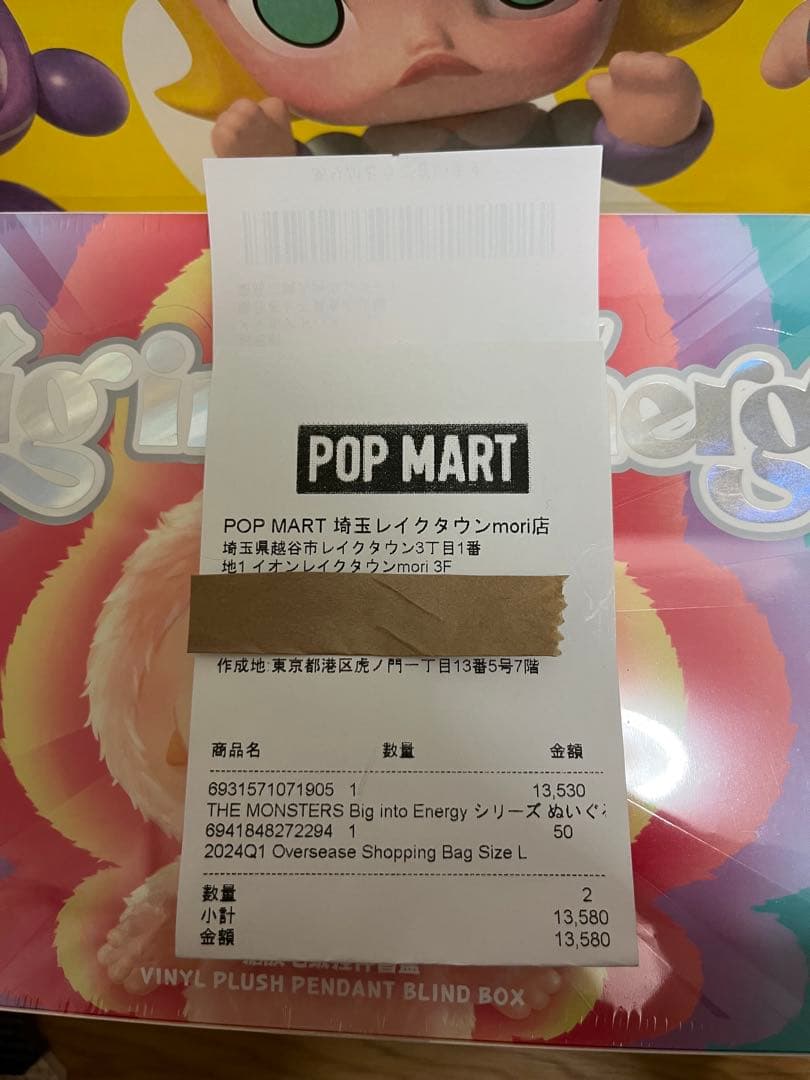 Big into Energy
POP MART
POP MART 埼玉レイクタウンmori店
埼玉県越谷市レイクタウン3丁目1番
地1 イオンレイクタウンmori 3F
作成地:東京都港区虎ノ門一丁目13番5号7階
商品名 数量 金額
6931571071905 1 13,530
THE MONSTERS Big into Energy シリーズ ぬいぐ
6941848272294 1 50
2024Q1 Oversease Shopping Bag Size L
数量 2
小計 13,580
金額 13,580
VINYL PLUSH PENDANT BLIND BOX